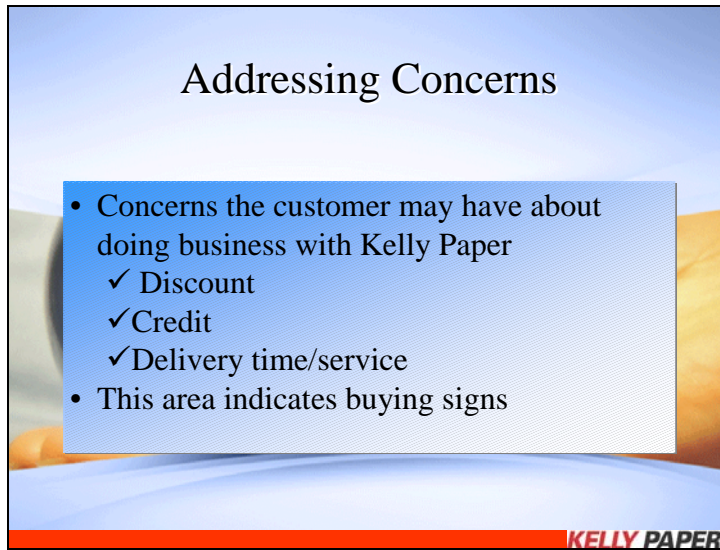 Addressing Concerns
• Concerns the customer may have about
doing business with Kelly Paper
✓ Discount
✓Credit
✓Delivery time/service
• This area indicates buying signs
KELLY PAPER